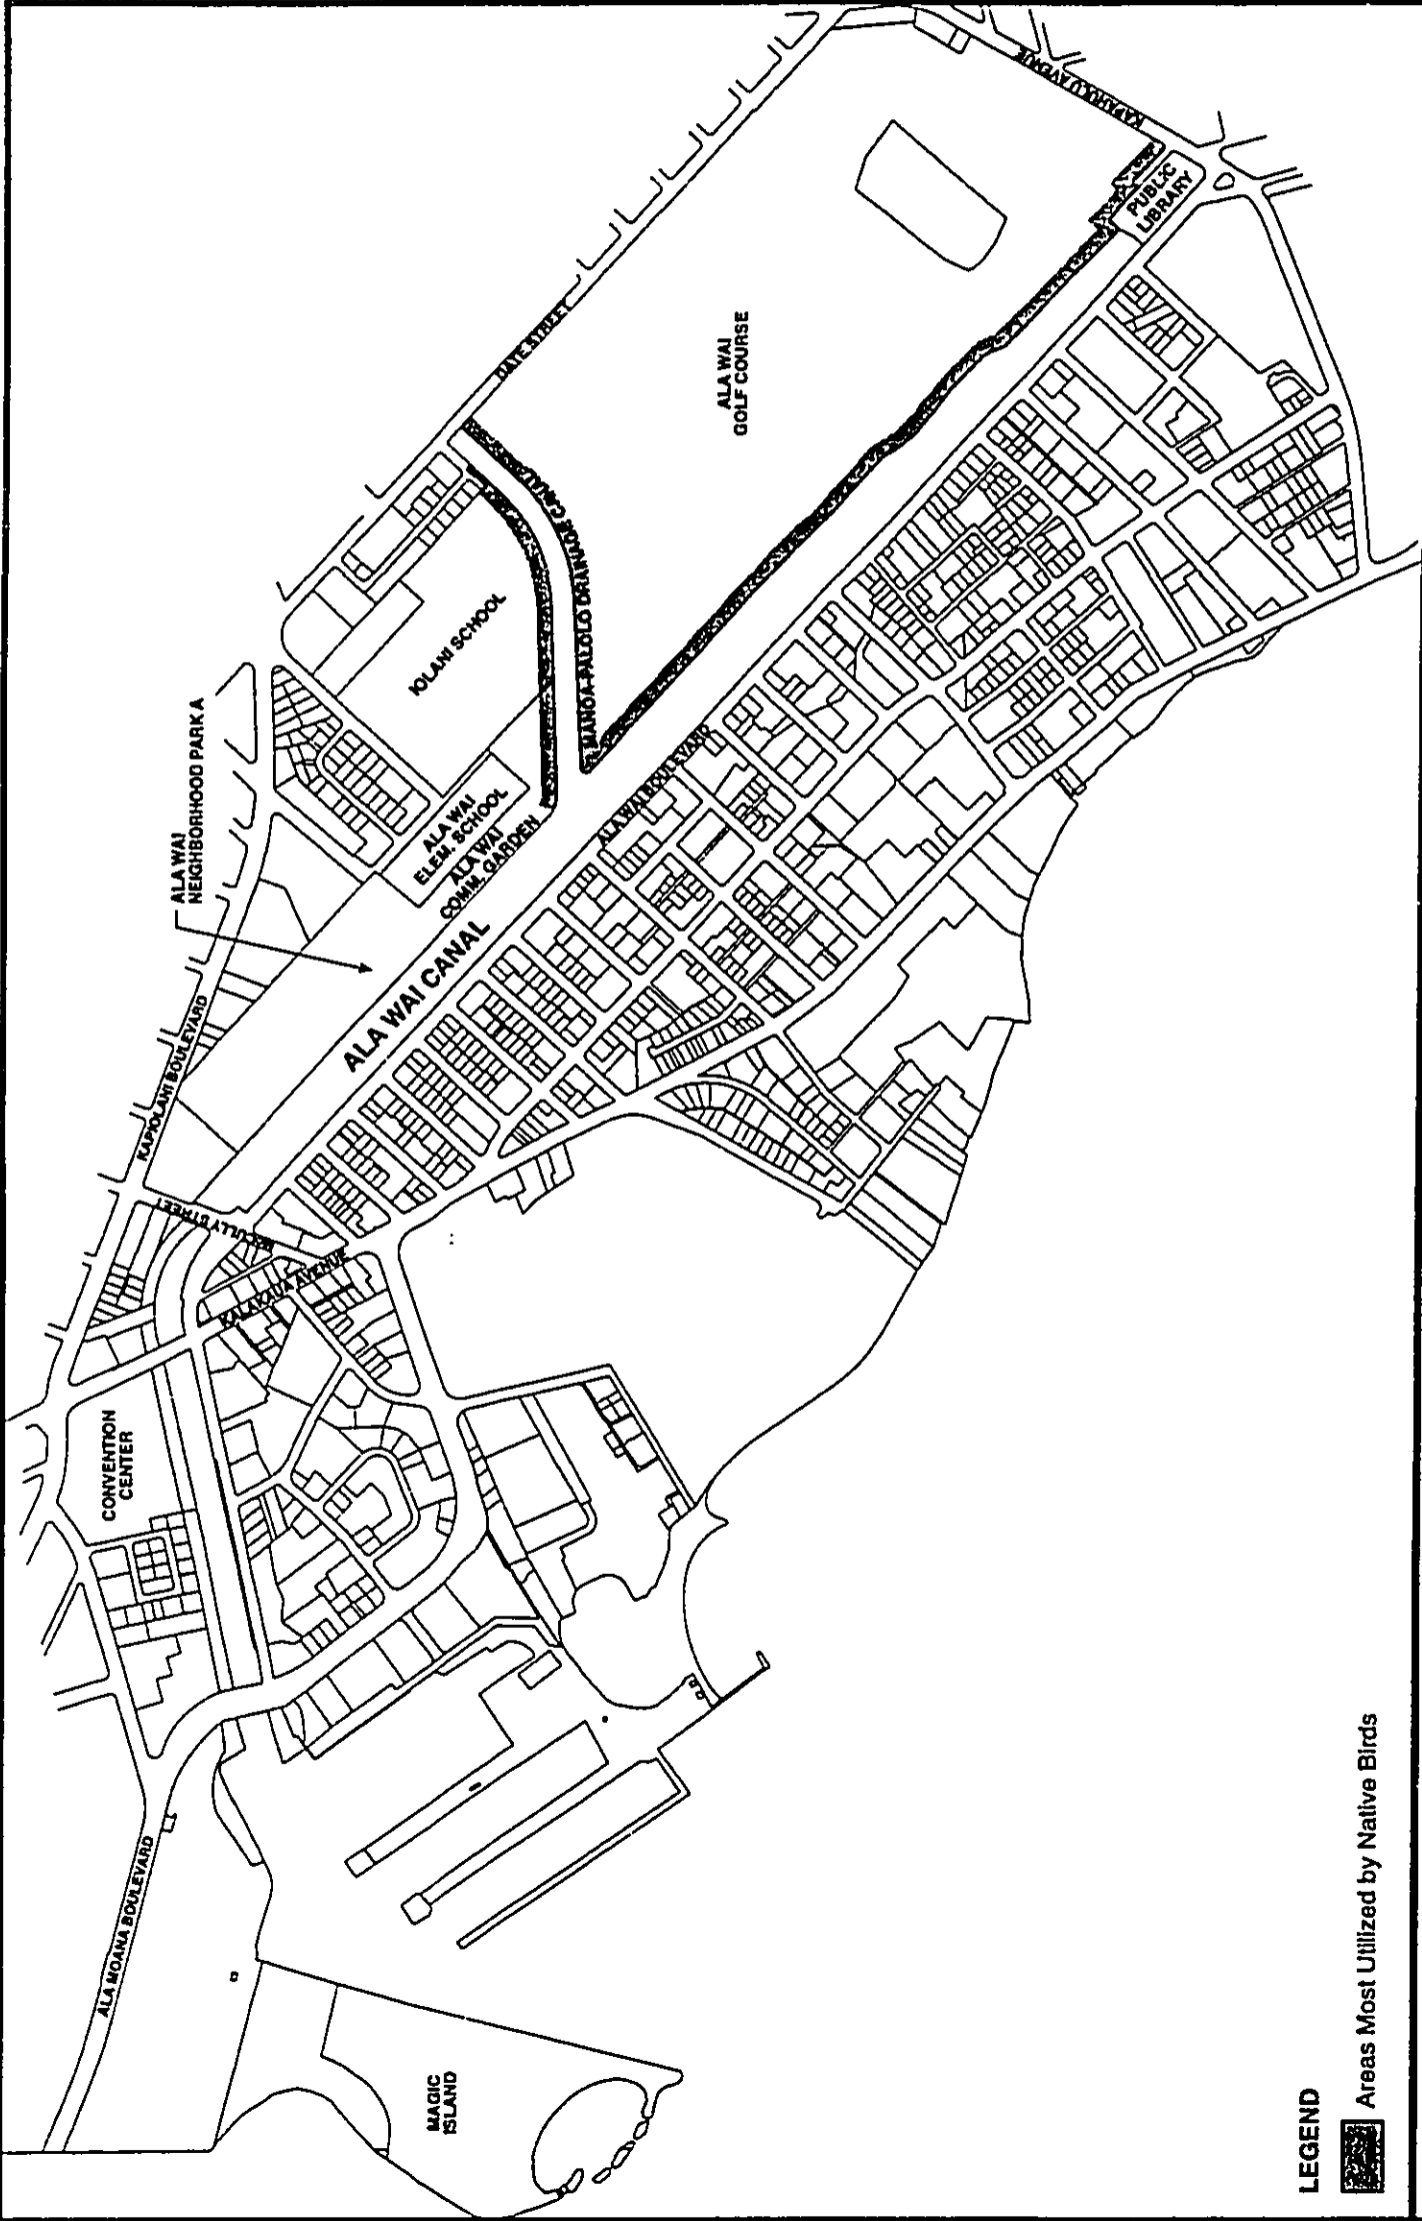 ALA MOANA BOULEVARD
MAGIC
ISLAND
CONVENTION
CENTER
KALAKAUA AVENUE
McCULLY STREET
KAPIOLANI BOULEVARD
ALA WAI
NEIGHBORHOOD PARK A
ALA WAI CANAL
ALA WAI
ELEM. SCHOOL
ALA WAI
COMM. GARDEN
ALA WAI BOULEVARD
IOLANI SCHOOL
MANOA-PALOLO DRAINAGE CANAL
DATE STREET
ALA WAI
GOLF COURSE
KAPAHULU AVENUE
PUBLIC
LIBRARY
LEGEND
Areas Most Utilized by Native Birds